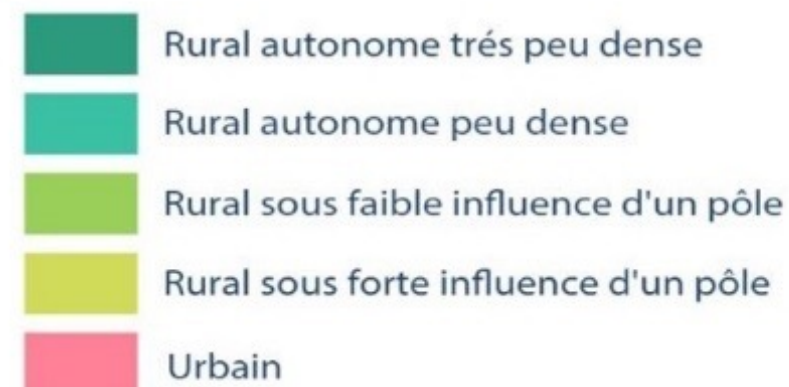 Rural autonome trés peu dense
Rural autonome peu dense
Rural sous faible influence d'un pôle
Rural sous forte influence d'un pôle
Urbain